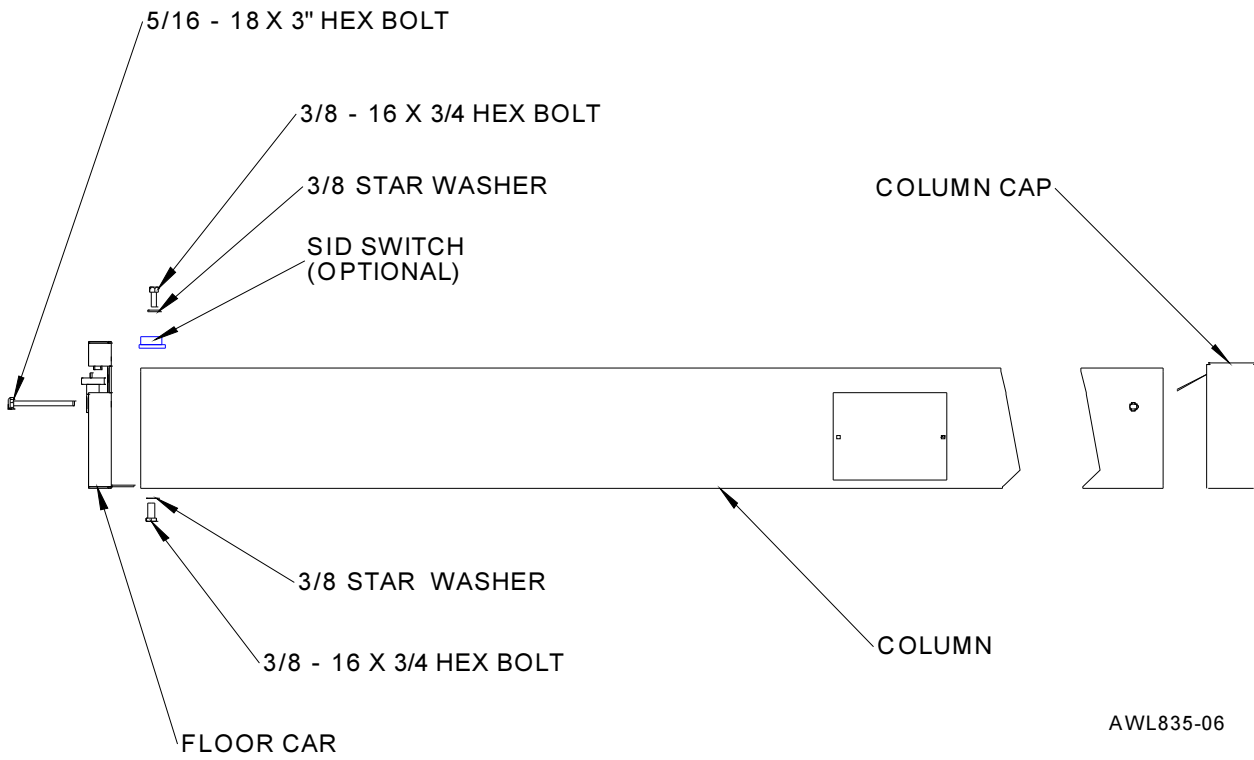 5/16 - 18 X 3" HEX BOLT
3/8 - 16 X 3/4 HEX BOLT
3/8 STAR WASHER
COLUMN CAP
SID SWITCH
(OPTIONAL)
3/8 STAR WASHER
COLUMN
3/8 - 16 X 3/4 HEX BOLT
AWL835-06
FLOOR CAR